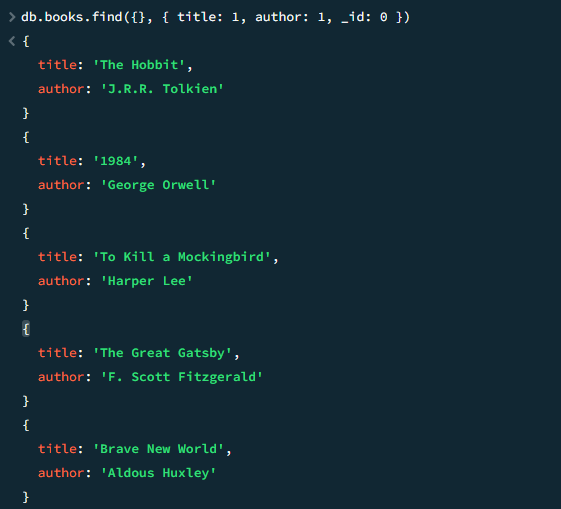 > db.books.find({}, { title: 1, author: 1, _id: 0 })
< {
title: 'The Hobbit',
author: 'J.R.R. Tolkien'
}
{
title: '1984',
author: 'George Orwell'
}
{
title: 'To Kill a Mockingbird',
author: 'Harper Lee'
}
{
title: 'The Great Gatsby',
author: 'F. Scott Fitzgerald'
}
{
title: 'Brave New World',
author: 'Aldous Huxley'
}